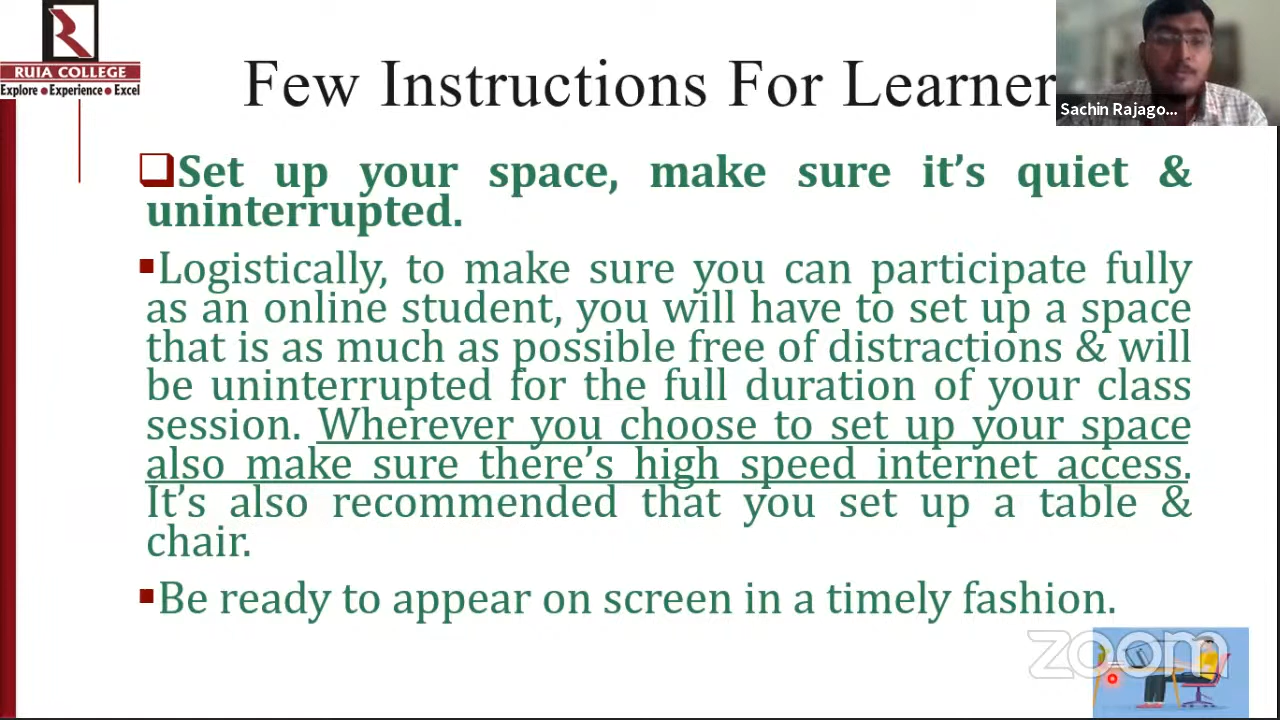 RUIA COLLEGE
Explore ● Experience ● Excel
Few Instructions For Learner
Sachin Rajago...
❑Set up your space, make sure it’s quiet &
uninterrupted.
▪Logistically, to make sure you can participate fully
as an online student, you will have to set up a space
that is as much as possible free of distractions & will
be uninterrupted for the full duration of your class
session. Wherever you choose to set up your space
also make sure there’s high speed internet access.
It’s also recommended that you set up a table &
chair.
▪Be ready to appear on screen in a timely fashion.
zoom